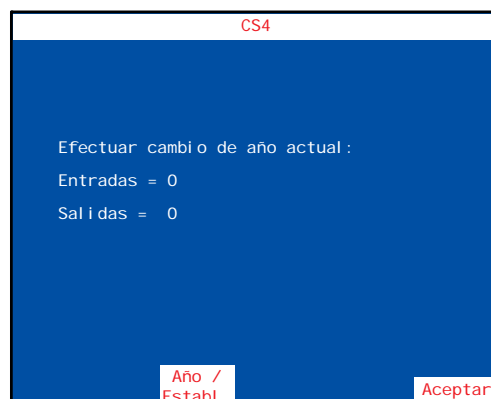 CS4
Efectuar cambio de año actual:
Entradas = 0
Salidas = 0
Año /
Establ
Aceptar